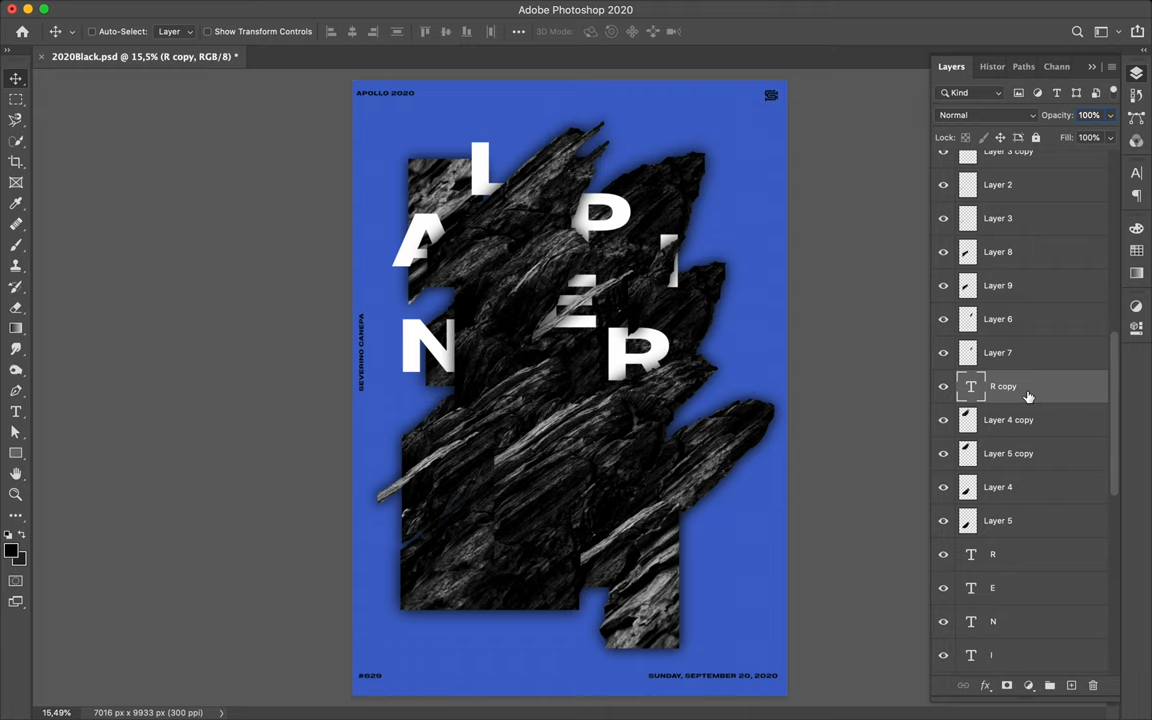 Adobe Photoshop 2020
Auto-Select:
Layer
Show Transform Controls
3D Mode:
2020Black.psd @ 15,5% (R copy, RGB/8) *
Layers
Histor
Paths
Chann
Kind
Normal
Opacity: 100%
Lock:
Fill: 100%
Layer 3 copy
Layer 2
Layer 3
Layer 8
Layer 9
Layer 6
Layer 7
R copy
Layer 4 copy
Layer 5 copy
Layer 4
Layer 5
R
E
N
I
APOLLO 2020
L
P
A
I
E
N
R
SEVERINO CANEPA
#629
SUNDAY, SEPTEMBER 20, 2020
15,49%
7016 px x 9933 px (300 ppi)